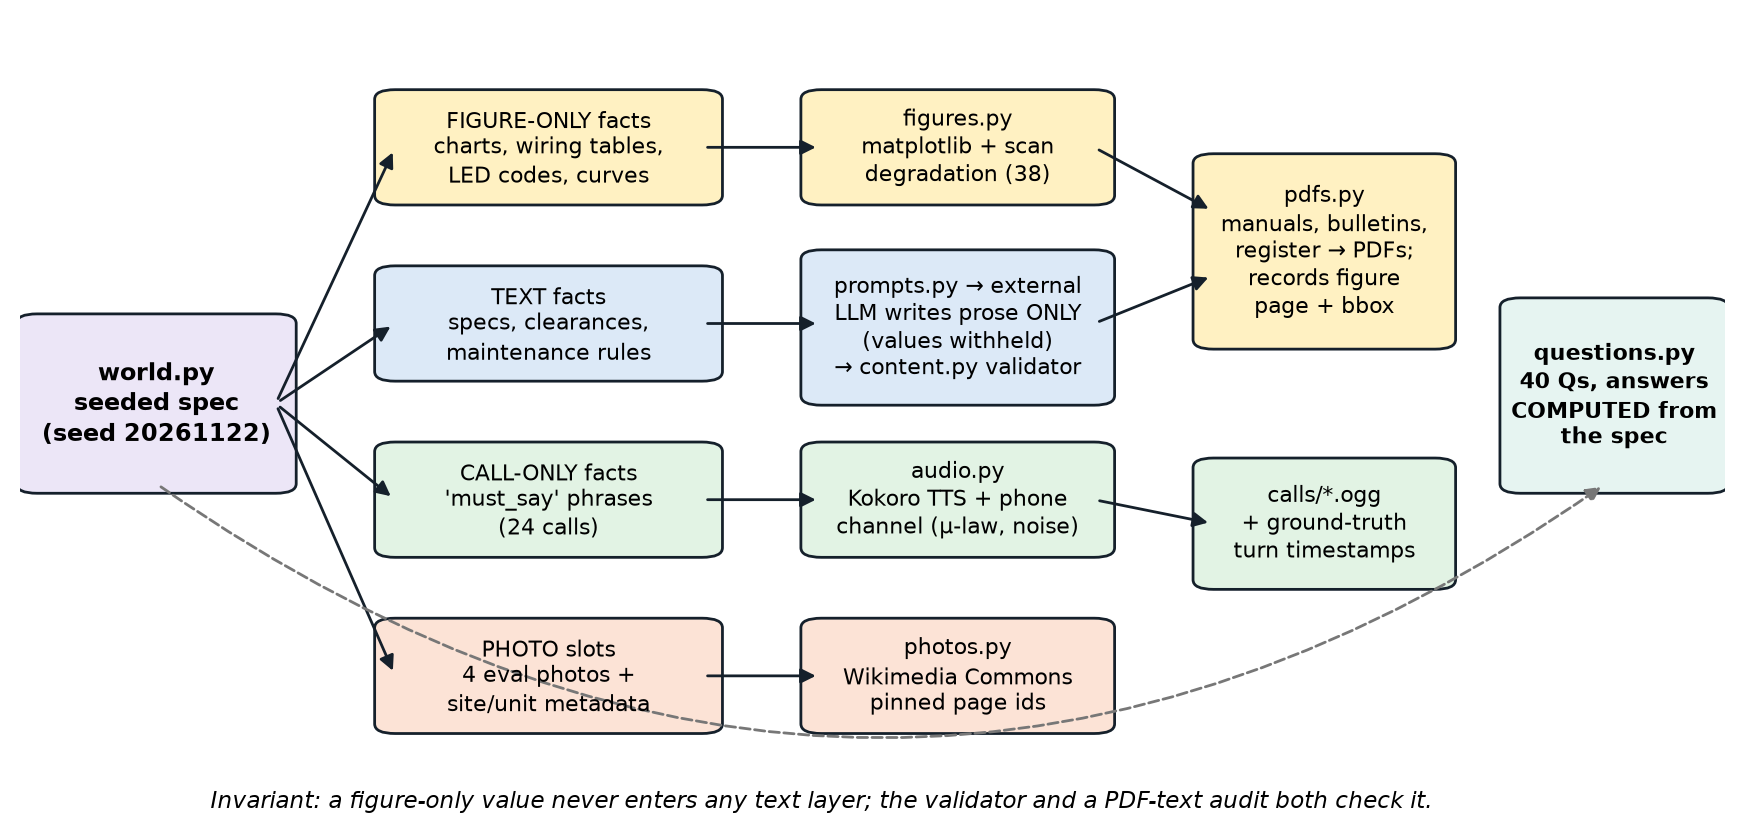 FIGURE-ONLY facts
charts, wiring tables,
LED codes, curves
figures.py
matplotlib + scan
degradation (38)
pdfs.py
manuals, bulletins,
register → PDFs;
records figure
page + bbox
TEXT facts
specs, clearances,
maintenance rules
prompts.py → external
LLM writes prose ONLY
(values withheld)
→ content.py validator
world.py
seeded spec
(seed 20261122)
questions.py
40 Qs, answers
COMPUTED from
the spec
CALL-ONLY facts
'must_say' phrases
(24 calls)
audio.py
Kokoro TTS + phone
channel (μ-law, noise)
calls/*.ogg
+ ground-truth
turn timestamps
PHOTO slots
4 eval photos +
site/unit metadata
photos.py
Wikimedia Commons
pinned page ids
Invariant: a figure-only value never enters any text layer; the validator and a PDF-text audit both check it.